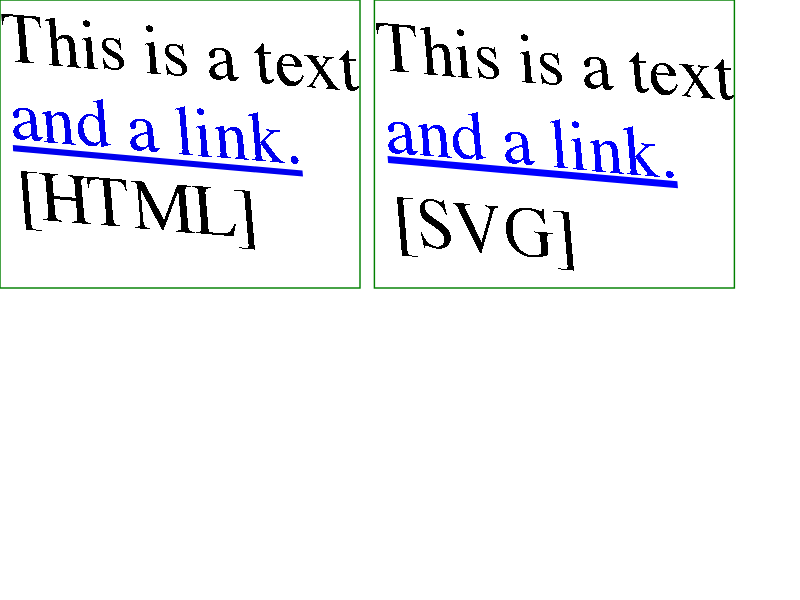 This is a text
and a link.
[HTML]
This is a text
and a link.
[SVG]